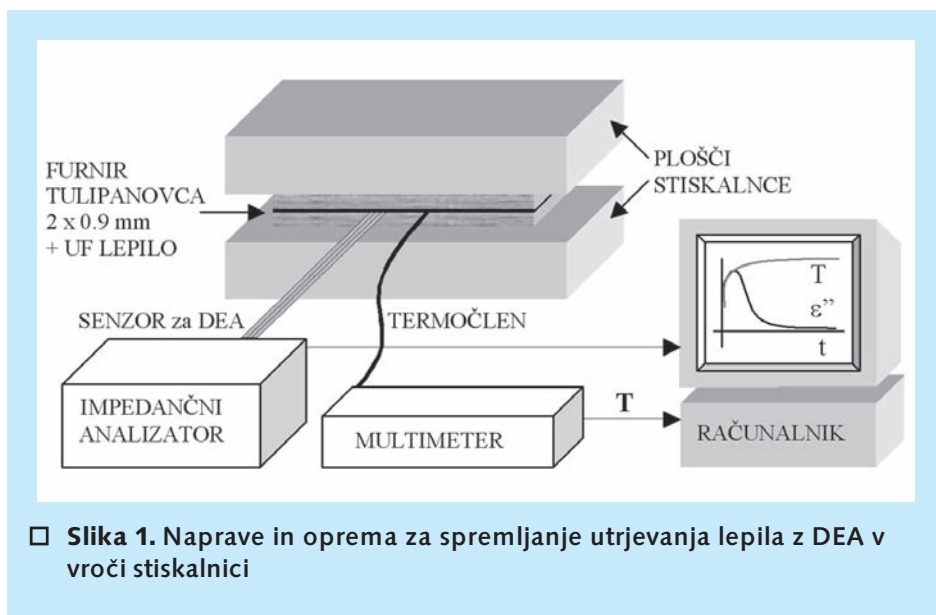 FURNIR
TULIPANOVCA
2 x 0.9 mm
+ UF LEPILO
PLOŠČI
STISKALNCE
SENZOR za DEA
TERMOČLEN
T
ε”
t
IMPEDANČNI
ANALIZATOR
MULTIMETER
T
RAČUNALNIK
Slika 1. Naprave in oprema za spremljanje utrjevanja lepila z DEA v
vroči stiskalnici